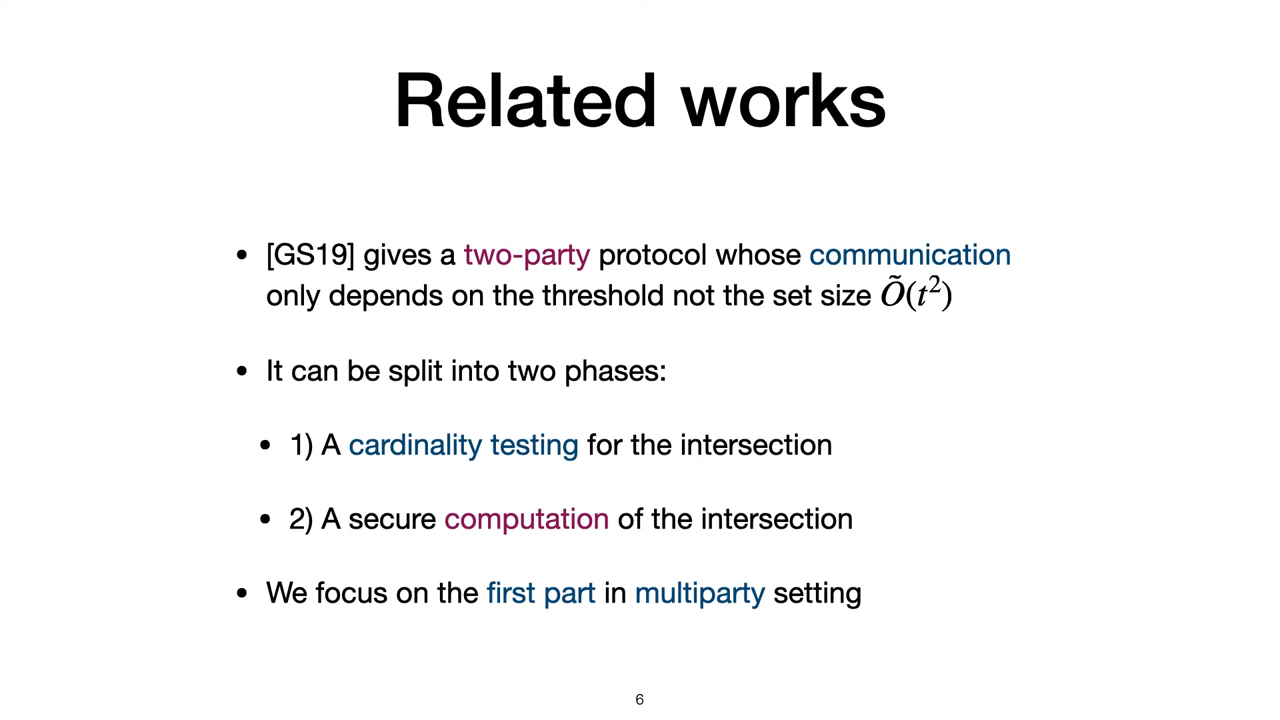 Related works
• [GS19] gives a two-party protocol whose communication
only depends on the threshold not the set size Õ(t²)
• It can be split into two phases:
• 1) A cardinality testing for the intersection
• 2) A secure computation of the intersection
• We focus on the first part in multiparty setting
6